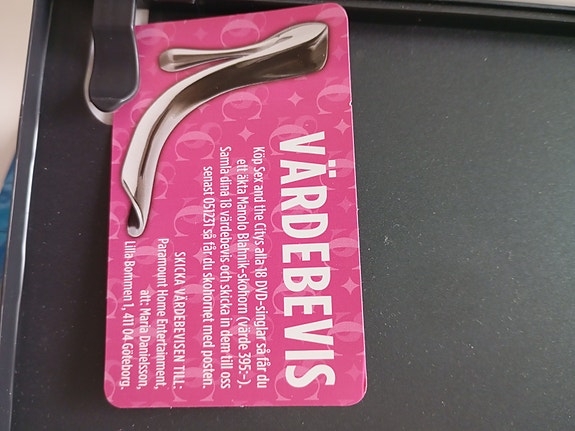 VÄRDEBEVIS
Köp Sex and the Citys alla 18 DVD-singlar så får du
ett äkta Manolo Blahnik-skohorn (värde 395:-).
Samla dina 18 värdebevis och skicka in dem till oss
senast 051231 så får du skohornet med posten.
SKICKA VÄRDEBEVISEN TILL:
Paramount Home Entertainment,
att: Maria Danielsson,
Lilla Bommen 1, 411 04 Göteborg.